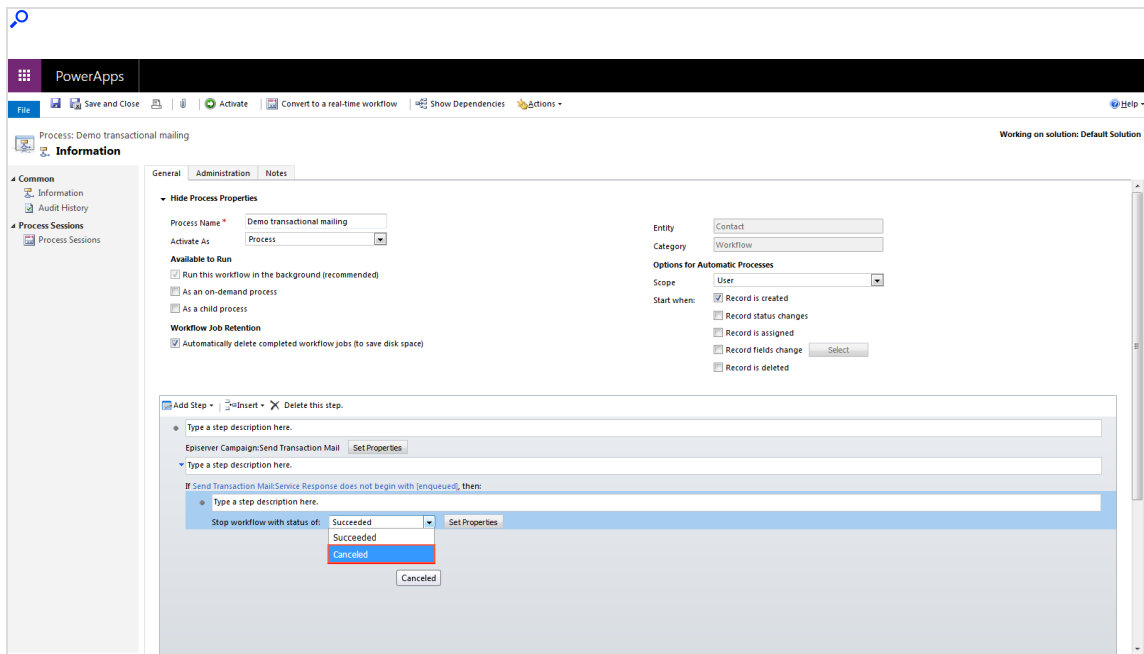 PowerApps
File Save and Close Activate Convert to a real-time workflow Show Dependencies Actions Help
Process: Demo transactional mailing
Information
Working on solution: Default Solution
Common
Information
Audit History
Process Sessions
Process Sessions
General Administration Notes
Hide Process Properties
Process Name * Demo transactional mailing
Activate As Process
Available to Run
Run this workflow in the background (recommended)
As an on-demand process
As a child process
Workflow Job Retention
Automatically delete completed workflow jobs (to save disk space)
Entity Contact
Category Workflow
Options for Automatic Processes
Scope User
Start when: Record is created
Record status changes
Record is assigned
Record fields change Select
Record is deleted
Add Step Insert Delete this step.
Type a step description here.
Episerver Campaign:Send Transaction Mail Set Properties
Type a step description here.
If Send Transaction Mail:Service Response does not begin with [enqueued], then:
Type a step description here.
Stop workflow with status of: Succeeded Set Properties
Succeeded
Canceled
Canceled